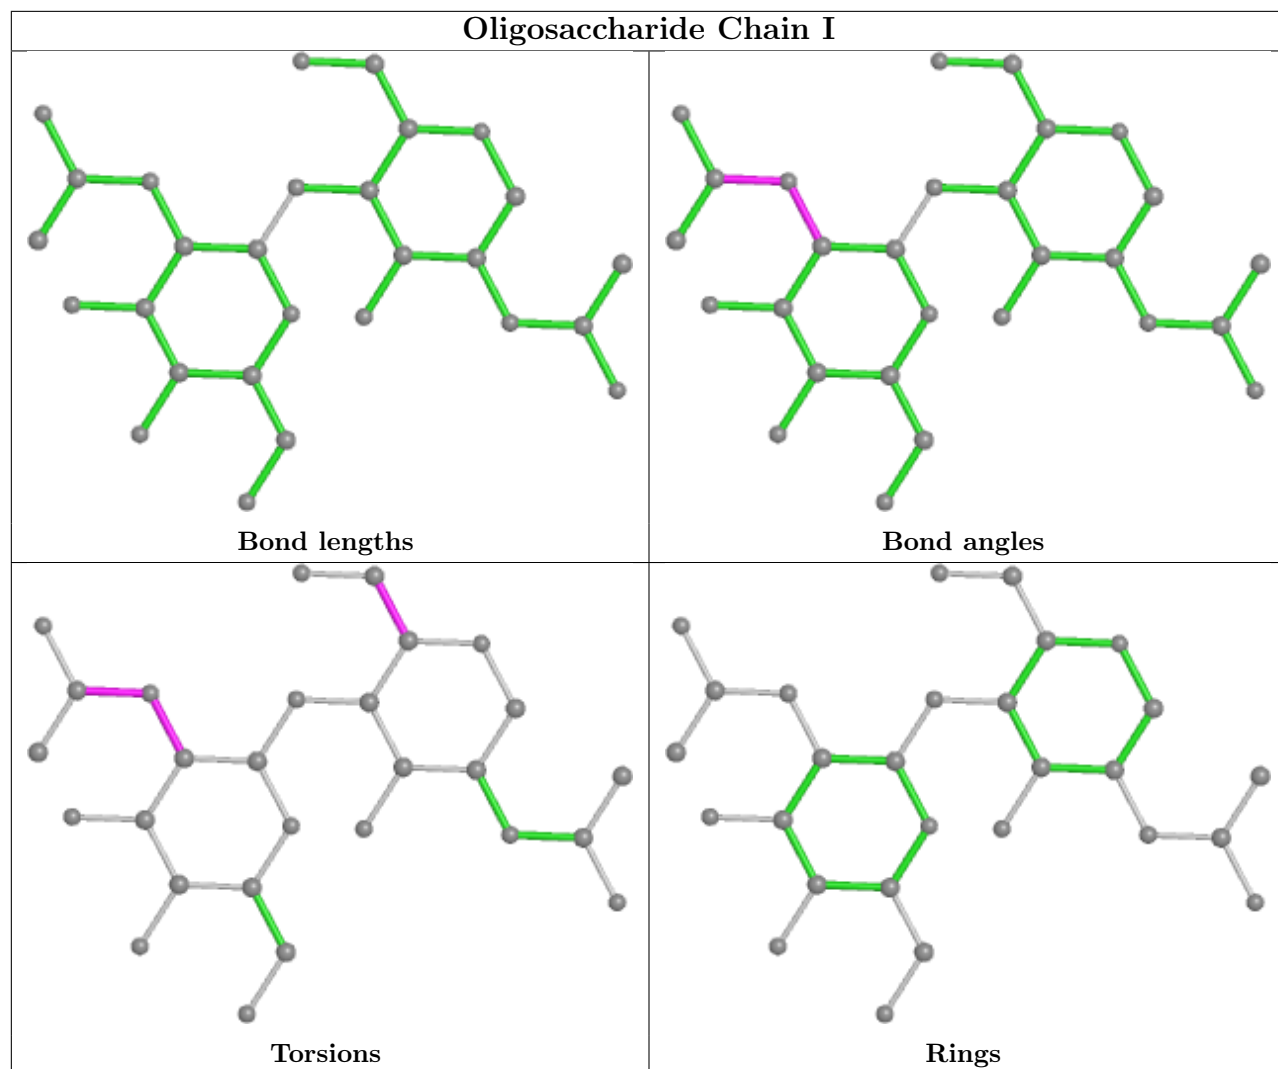 Oligosaccharide Chain I
Bond lengths
Bond angles
Torsions
Rings